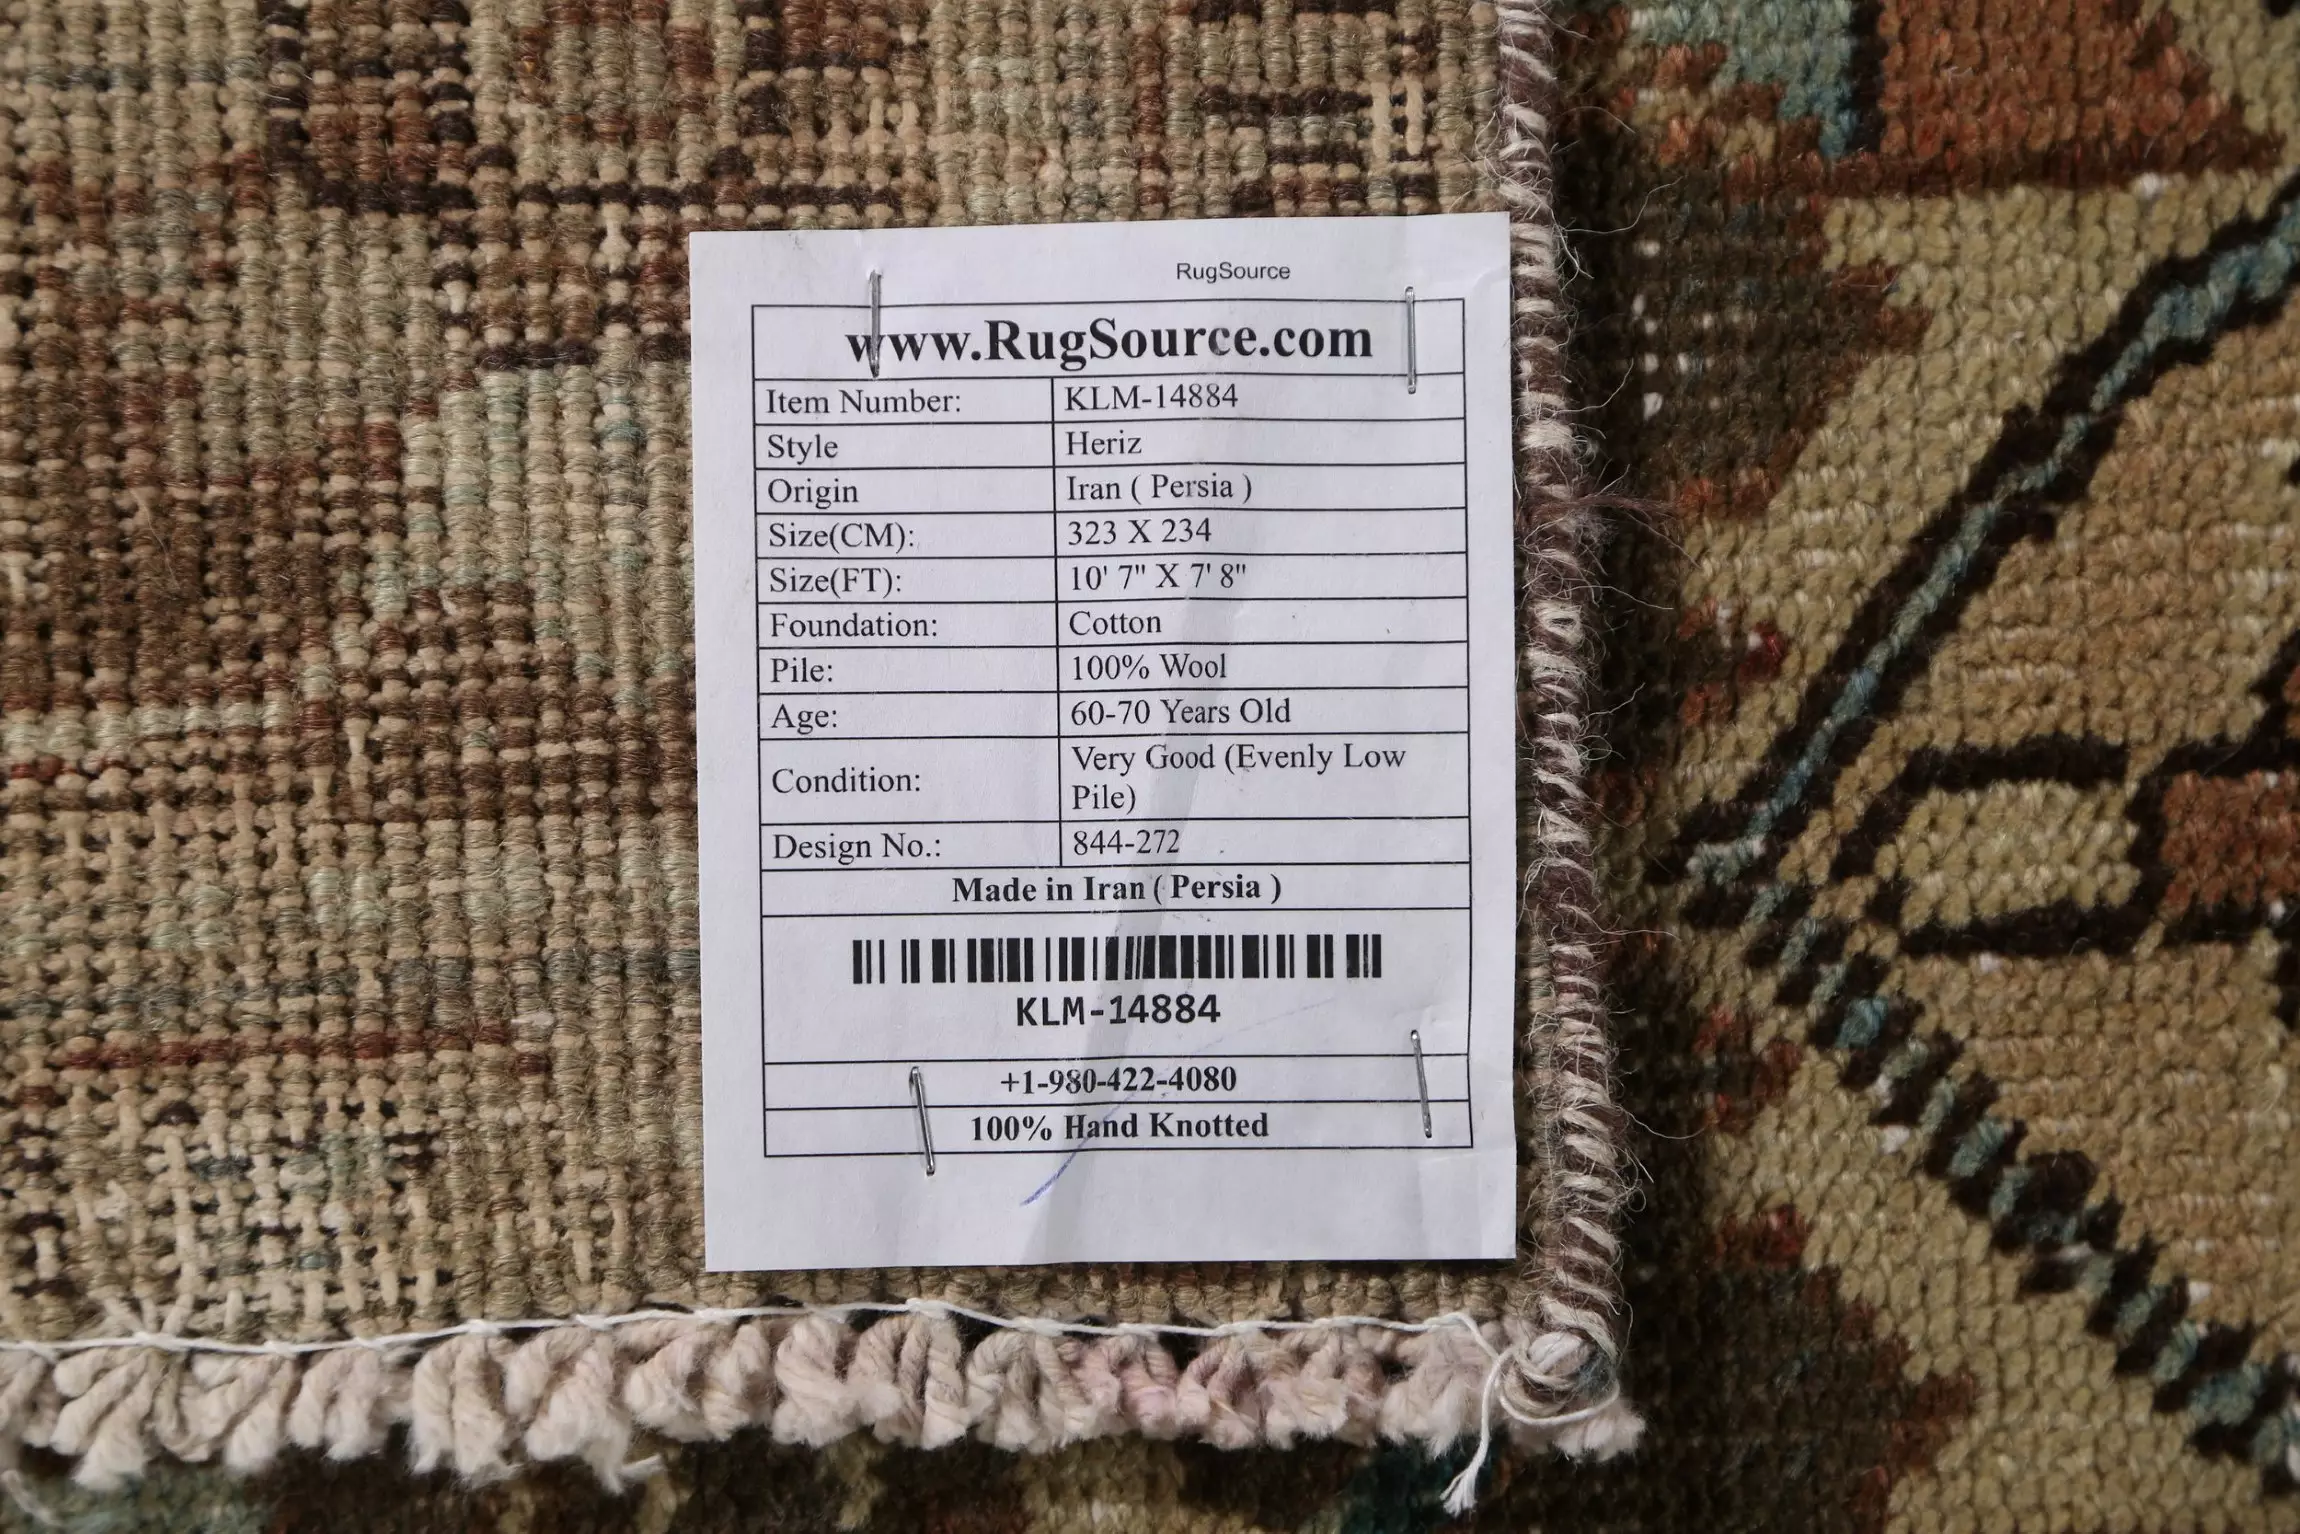 RugSource
www.RugSource.com
Item Number: KLM-14884
Style Heriz
Origin Iran ( Persia )
Size(CM): 323 X 234
Size(FT): 10' 7" X 7' 8"
Foundation: Cotton
Pile: 100% Wool
Age: 60-70 Years Old
Condition: Very Good (Evenly Low
Pile)
Design No.: 844-272
Made in Iran ( Persia )
KLM-14884
+1-980-422-4080
100% Hand Knotted